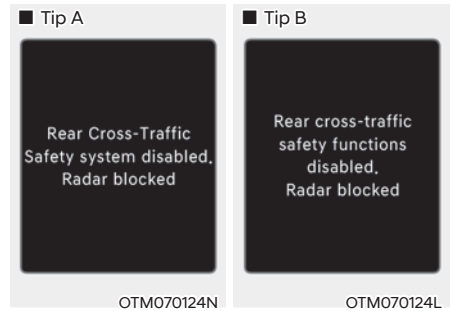 ■ Tip A
Rear Cross-Traffic
Safety system disabled.
Radar blocked
OTM070124N
■ Tip B
Rear cross-traffic
safety functions
disabled.
Radar blocked
OTM070124L